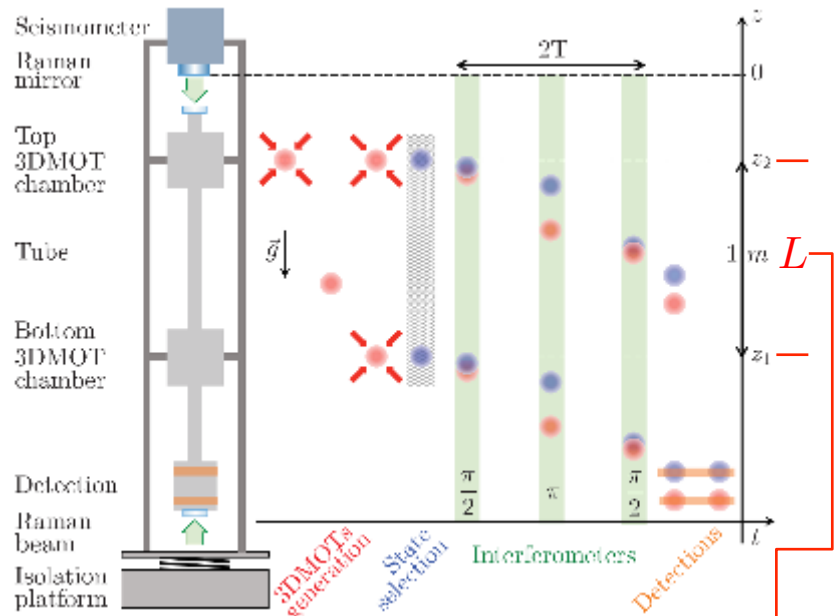 Seismometer
Raman
mirror
Top
3DMOT
chamber
Tube
Bottom
3DMOT
chamber
Detection
Raman
beam
Isolation
platform
g⃗
2T
z
0
z₂
1 m
L
z₁
t
π/2
π
π/2
3DMOTs
generation
State
selection
Interferometers
Detections